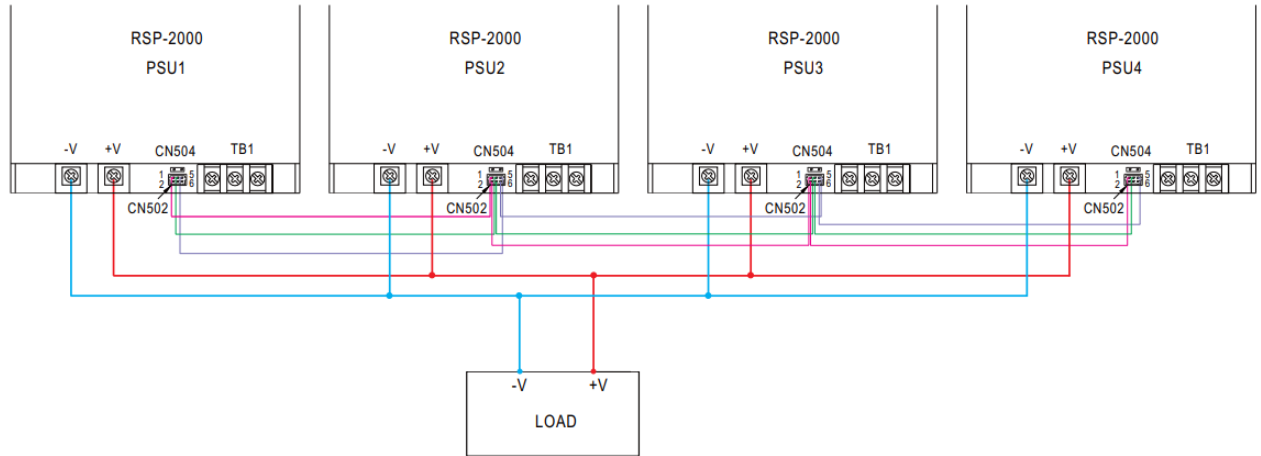 RSP-2000 RSP-2000 RSP-2000 RSP-2000
PSU1 PSU2 PSU3 PSU4
-V +V CN504 TB1 -V +V CN504 TB1 -V +V CN504 TB1 -V +V CN504 TB1
1 5 1 5 1 5 1 5
2 6 2 6 2 6 2 6
CN502 CN502 CN502 CN502
-V +V
LOAD